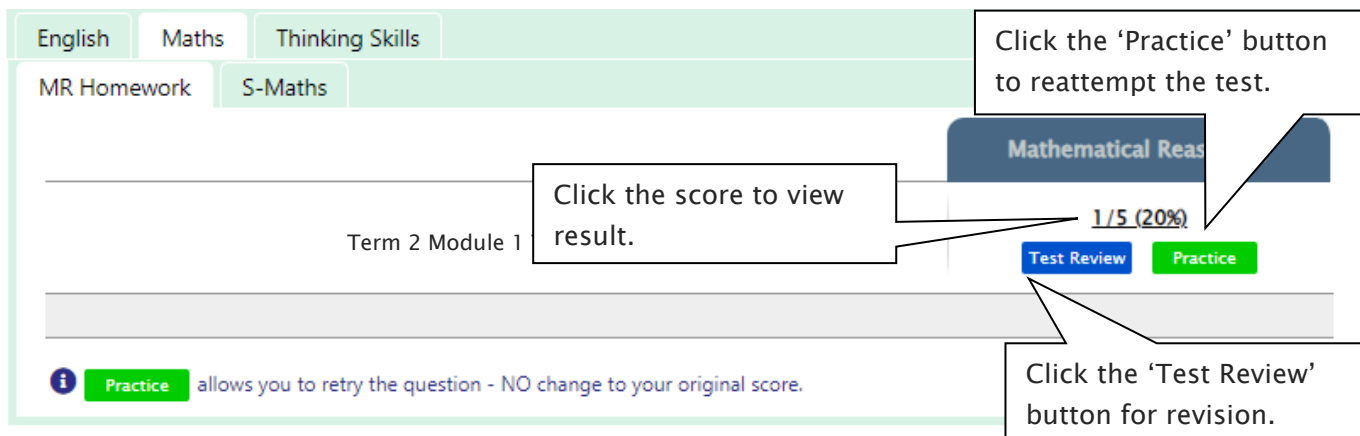 English Maths Thinking Skills
MR Homework S-Maths
Click the ‘Practice’ button
to reattempt the test.
Mathematical Reas
Click the score to view
result.
1/5 (20%)
Term 2 Module 1
Test Review Practice
Practice allows you to retry the question - NO change to your original score.
Click the ‘Test Review’
button for revision.